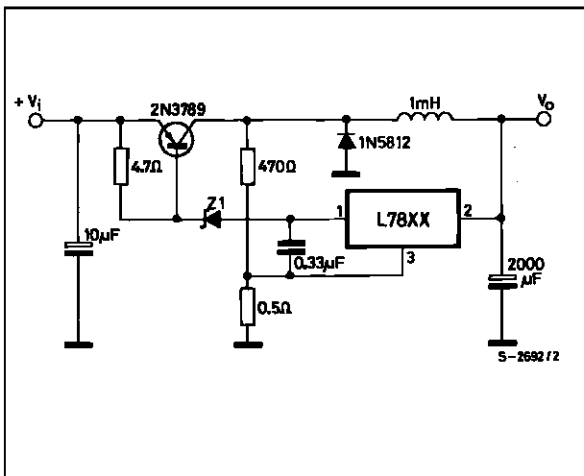 + Vi
2N3789
1mH
Vo
4.7Ω
470Ω
1N5812
Z1
1
L78XX
2
3
10µF
0.33µF
0.5Ω
2000
µF
S-2692/2